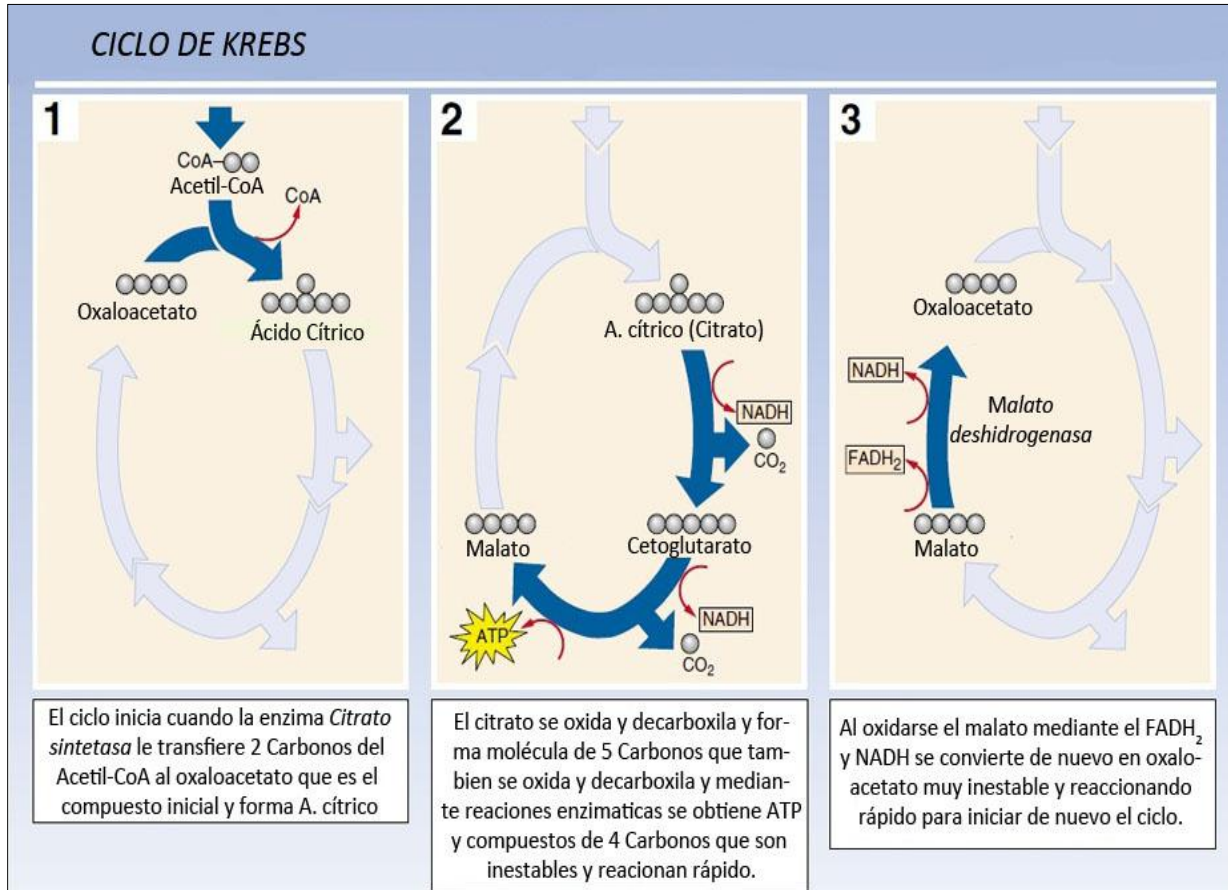 CICLO DE KREBS
1
CoA
Acetil-CoA
CoA
Oxaloacetato
Ácido Cítrico
El ciclo inicia cuando la enzima Citrato
sintetasa le transfiere 2 Carbonos del
Acetil-CoA al oxaloacetato que es el
compuesto inicial y forma A. cítrico
2
A. cítrico (Citrato)
NADH
CO2
Malato
Cetoglutarato
NADH
ATP
CO2
El citrato se oxida y decarboxila y for-
ma molécula de 5 Carbonos que tam-
bien se oxida y decarboxila y median-
te reaciones enzimaticas se obtiene ATP
y compuestos de 4 Carbonos que son
inestables y reacionan rápido.
3
Oxaloacetato
NADH
Malato
deshidrogenasa
FADH2
Malato
Al oxidarse el malato mediante el FADH2
y NADH se convierte de nuevo en oxalo-
acetato muy inestable y reaccionando
rápido para iniciar de nuevo el ciclo.